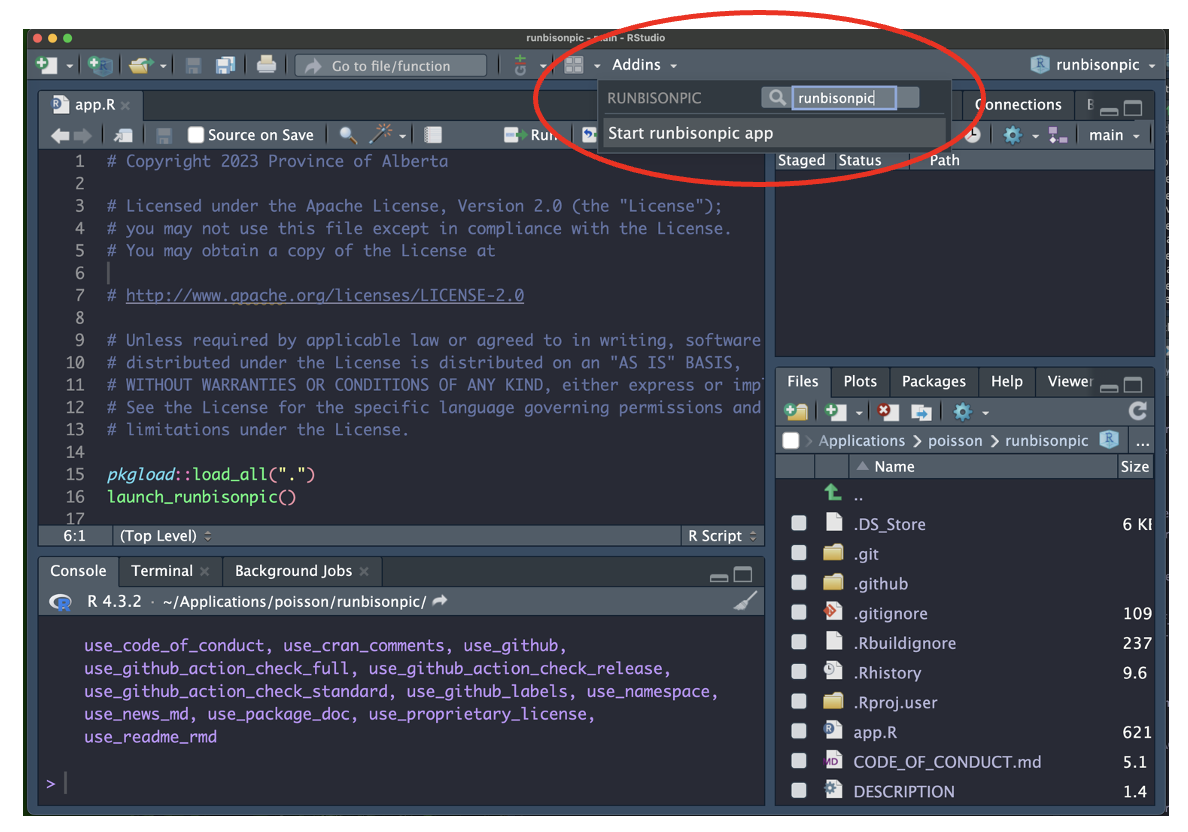 runbisonpic - main - RStudio
Go to file/function
Addins
runbisonpic
RUNBISONPIC
runbisonpic
Start runbisonpic app
app.R
Connections
Source on Save
Run
main
Staged Status Path
1 # Copyright 2023 Province of Alberta
2
3 # Licensed under the Apache License, Version 2.0 (the "License");
4 # you may not use this file except in compliance with the License.
5 # You may obtain a copy of the License at
6
7 # http://www.apache.org/licenses/LICENSE-2.0
8
9 # Unless required by applicable law or agreed to in writing, software
10 # distributed under the License is distributed on an "AS IS" BASIS,
11 # WITHOUT WARRANTIES OR CONDITIONS OF ANY KIND, either express or imp
12 # See the License for the specific language governing permissions and
13 # limitations under the License.
14
15 pkgload::load_all(".")
16 launch_runbisonpic()
17
6:1 (Top Level) R Script
Console Terminal Background Jobs
R 4.3.2 · ~/Applications/poisson/runbisonpic/
use_code_of_conduct, use_cran_comments, use_github,
use_github_action_check_full, use_github_action_check_release,
use_github_action_check_standard, use_github_labels, use_namespace,
use_news_md, use_package_doc, use_proprietary_license,
use_readme_rmd
>
Files Plots Packages Help Viewer
Applications > poisson > runbisonpic ...
Name Size
..
.DS_Store 6 KB
.git
.github
.gitignore 109
.Rbuildignore 237
.Rhistory 9.6
.Rproj.user
app.R 621
CODE_OF_CONDUCT.md 5.1
DESCRIPTION 1.4